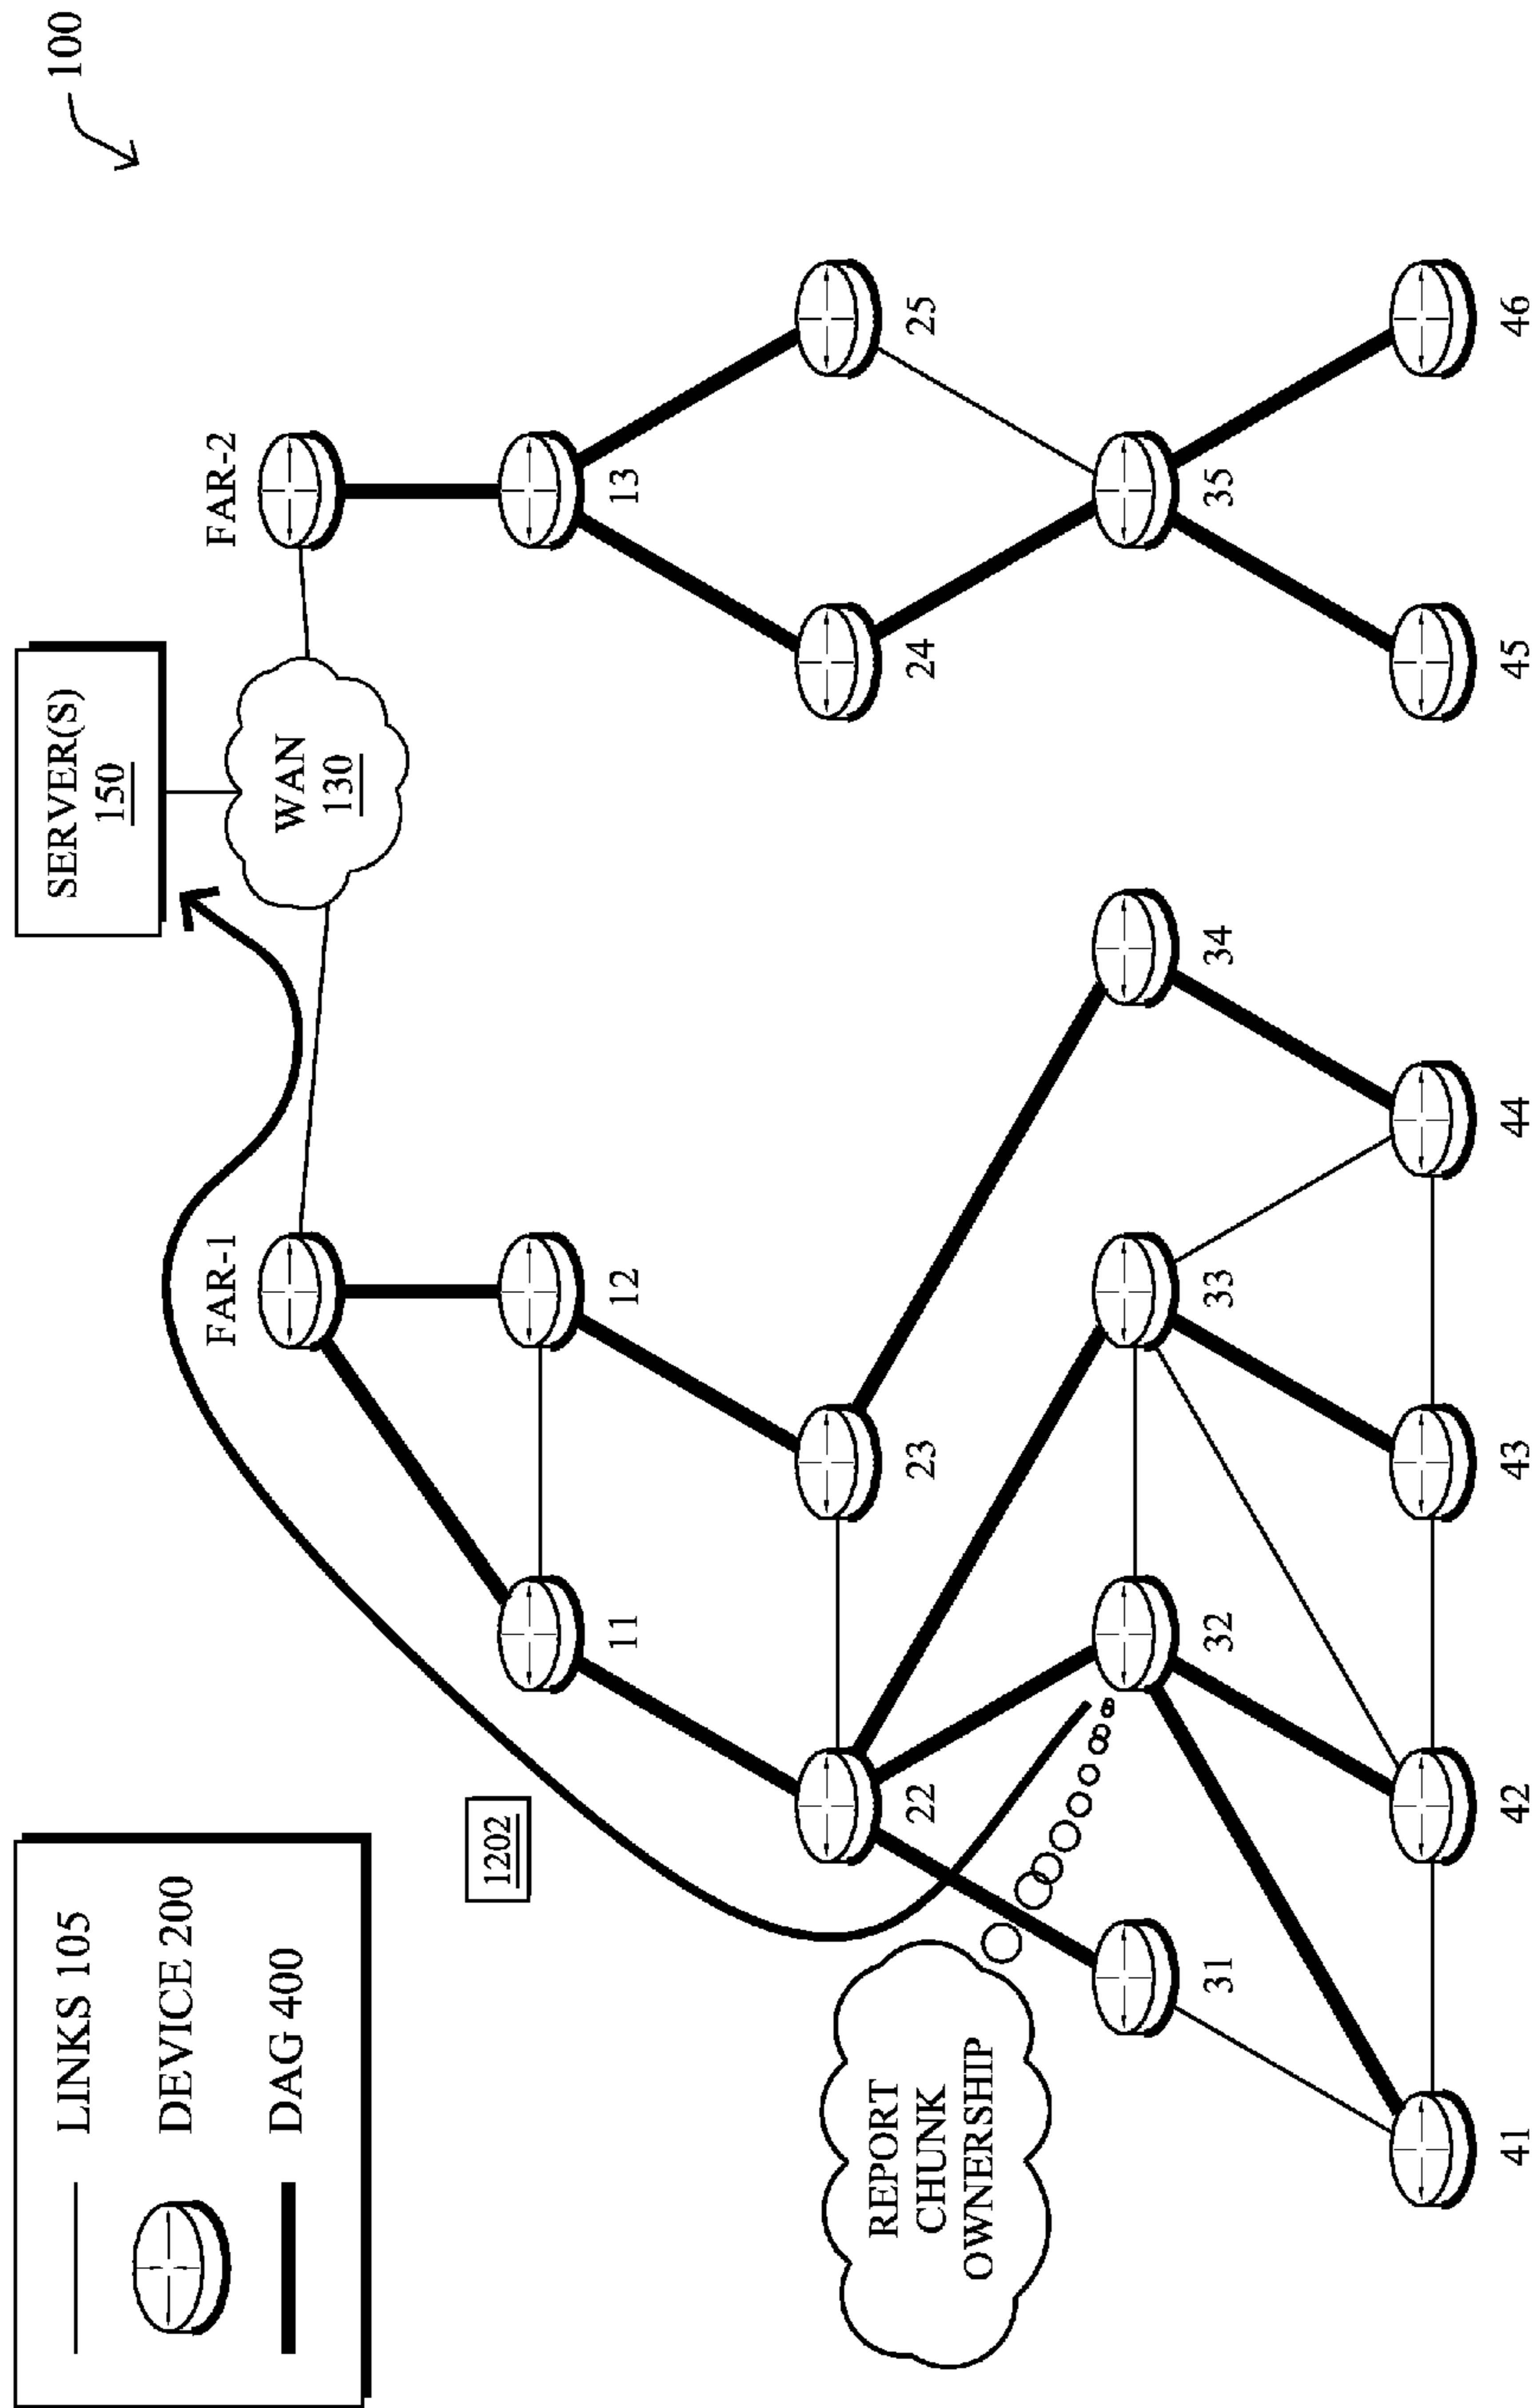 100
LINKS 105
DEVICE 200
DAG 400
SERVER(S)
150
WAN
130
FAR-1
FAR-2
1202
11
12
13
22
23
24
25
REPORT
CHUNK
OWNERSHIP
31
32
33
34
35
41
42
43
44
45
46